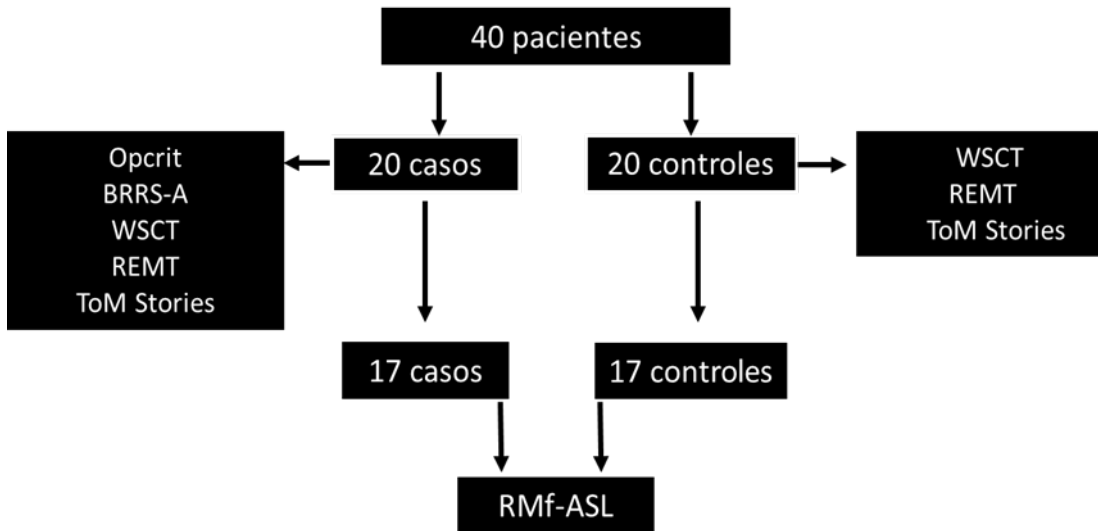 40 pacientes
20 casos
20 controles
Opcrit
BRRS-A
WSCT
REMT
ToM Stories
WSCT
REMT
ToM Stories
17 casos
17 controles
RMf-ASL